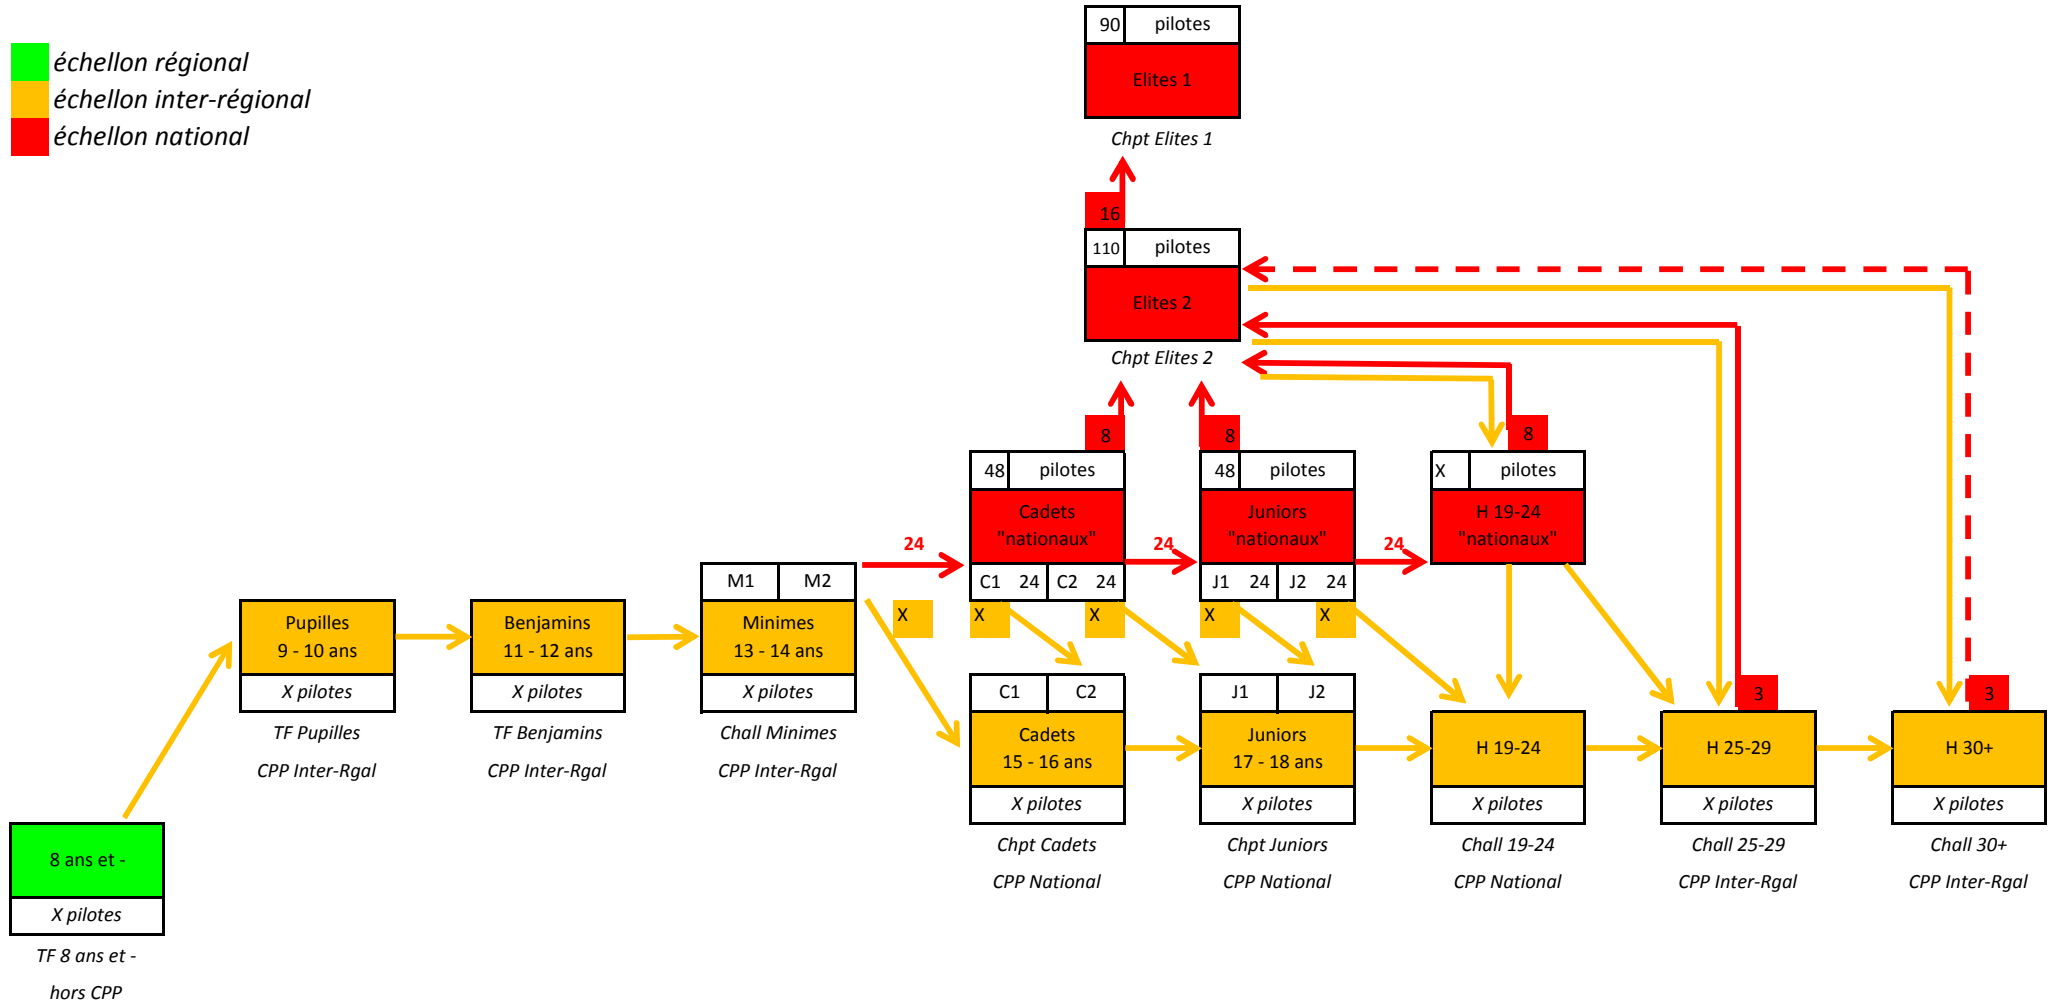 90 pilotes
Elites 1
Chpt Elites 1
échellon régional
échellon inter-régional
échellon national
16
110 pilotes
Elites 2
Chpt Elites 2
8
8
8
48 pilotes
Cadets
"nationaux"
C1 24 C2 24
48 pilotes
Juniors
"nationaux"
J1 24 J2 24
X pilotes
H 19-24
"nationaux"
24
24
24
X
X
X
X
X
M1 M2
Minimes
13 - 14 ans
X pilotes
Chall Minimes
CPP Inter-Rgal
Pupilles
9 - 10 ans
X pilotes
TF Pupilles
CPP Inter-Rgal
Benjamins
11 - 12 ans
X pilotes
TF Benjamins
CPP Inter-Rgal
C1 C2
Cadets
15 - 16 ans
X pilotes
Chpt Cadets
CPP National
J1 J2
Juniors
17 - 18 ans
X pilotes
Chpt Juniors
CPP National
H 19-24
X pilotes
Chall 19-24
CPP National
3
H 25-29
X pilotes
Chall 25-29
CPP Inter-Rgal
3
H 30+
X pilotes
Chall 30+
CPP Inter-Rgal
8 ans et -
X pilotes
TF 8 ans et -
hors CPP